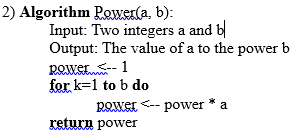 2) Algorithm Power(a, b):
Input: Two integers a and b
Output: The value of a to the power b
power <-- 1
for k=1 to b do
power <-- power * a
return power